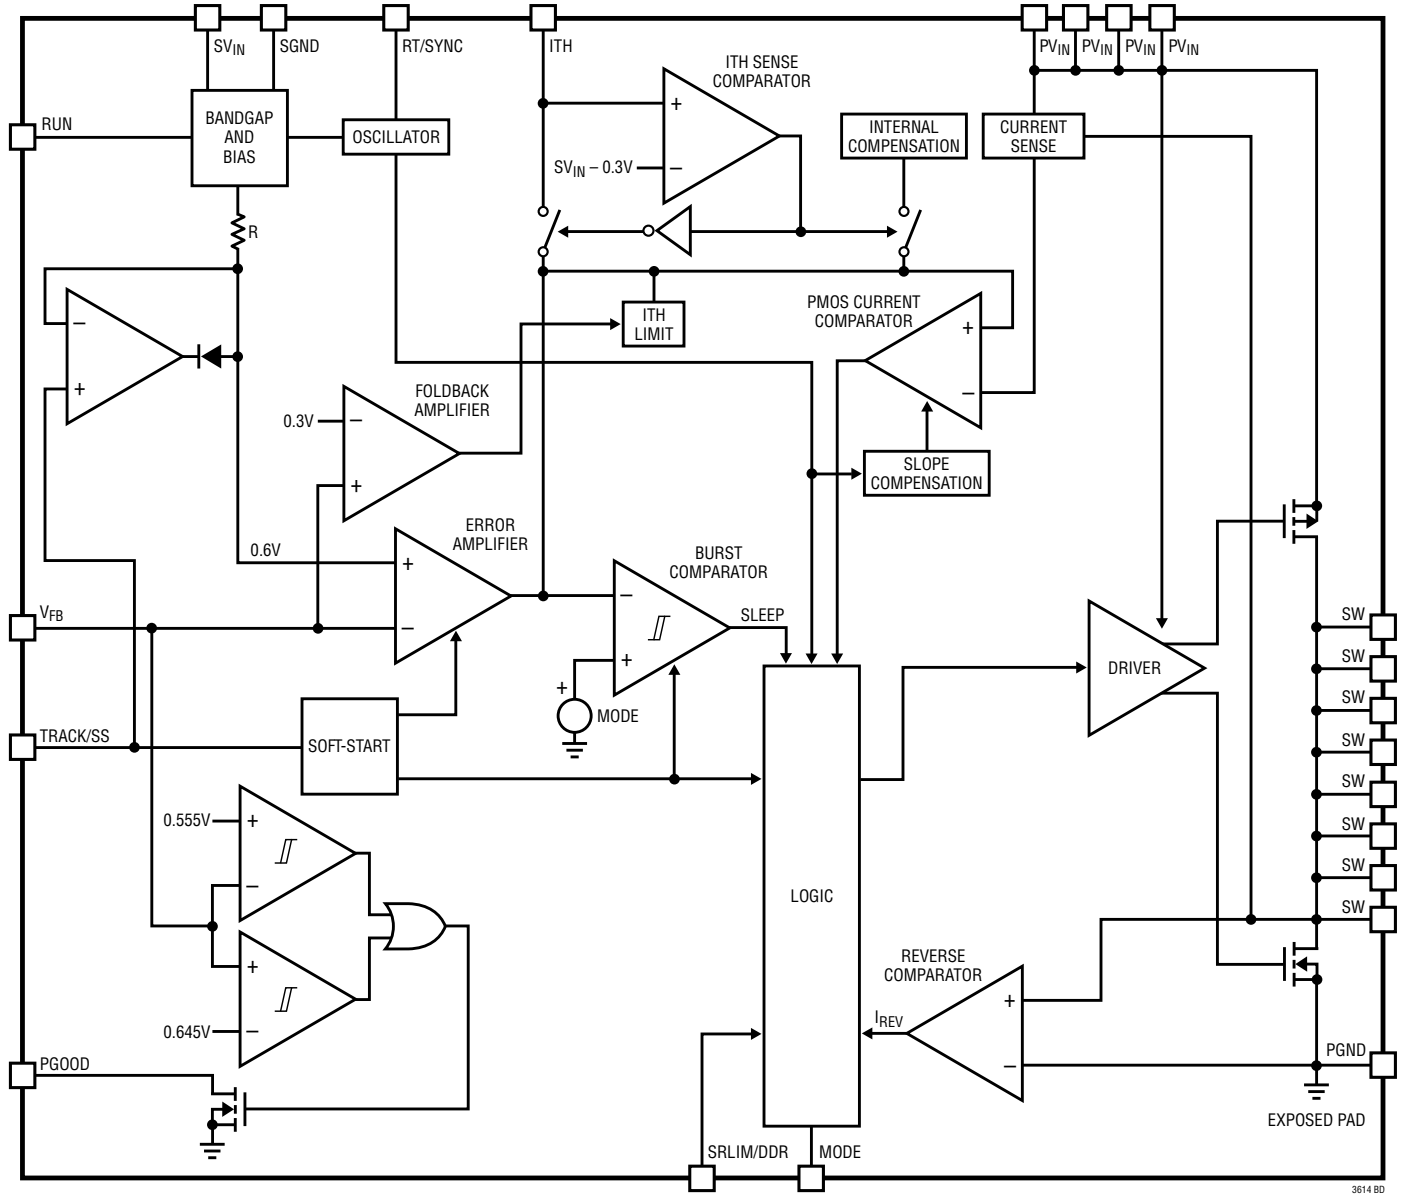 SVIN
SGND
RT/SYNC
ITH
PVIN
PVIN
PVIN
PVIN
ITH SENSE
COMPARATOR
RUN
BANDGAP
AND
BIAS
OSCILLATOR
+
SVIN – 0.3V
–
INTERNAL
COMPENSATION
CURRENT
SENSE
R
ITH
LIMIT
PMOS CURRENT
COMPARATOR
+
–
–
+
FOLDBACK
AMPLIFIER
0.3V
–
+
SLOPE
COMPENSATION
ERROR
AMPLIFIER
0.6V
+
–
BURST
COMPARATOR
–
+
SLEEP
VFB
+
MODE
DRIVER
SW
SW
SW
SW
SW
SW
SW
SW
TRACK/SS
SOFT-START
0.555V
+
–
+
0.645V
–
LOGIC
REVERSE
COMPARATOR
+
–
IREV
PGOOD
PGND
EXPOSED PAD
SRLIM/DDR
MODE
3614 BD